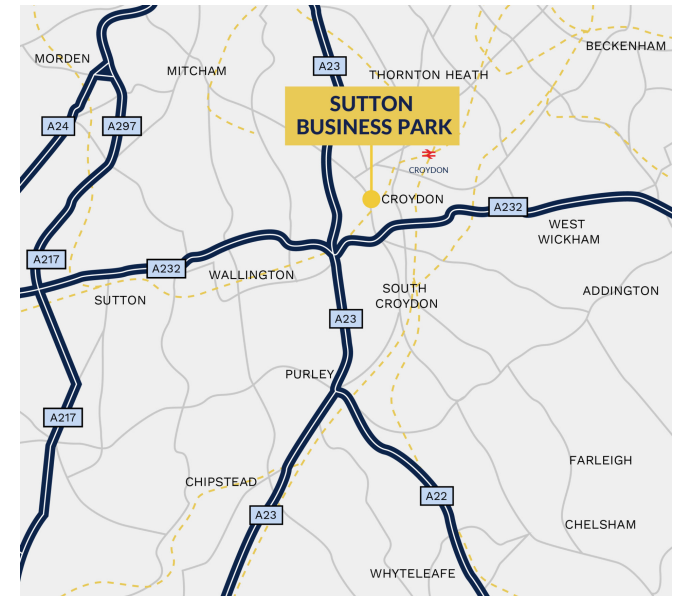 BECKENHAM
MORDEN
A23
MITCHAM
THORNTON HEATH
SUTTON
BUSINESS PARK
A24
A297
CROYDON
CROYDON
A232
WEST
WICKHAM
A217
A232
WALLINGTON
SOUTH
CROYDON
ADDINGTON
SUTTON
A23
PURLEY
A217
FARLEIGH
CHIPSTEAD
A22
A23
CHELSHAM
WHYTELEAFE